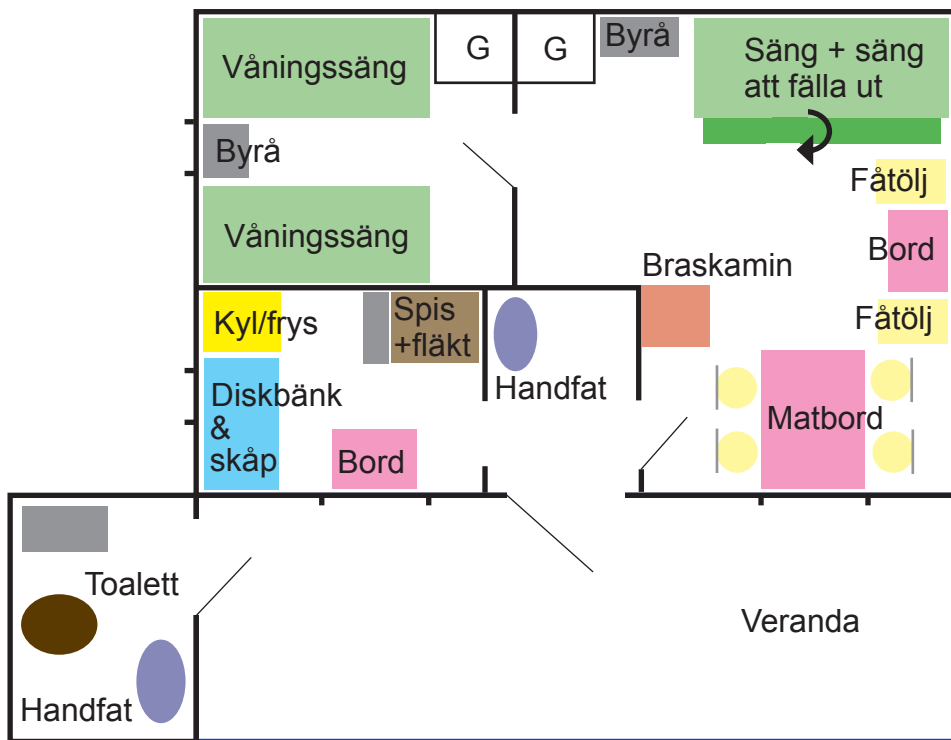 Våningssäng
G
G
Byrå
Säng + säng
att fälla ut
Byrå
Fåtölj
Våningssäng
Bord
Braskamin
Kyl/frys
Spis
+fläkt
Fåtölj
Handfat
Diskbänk
&
skåp
Bord
Matbord
Toalett
Veranda
Handfat